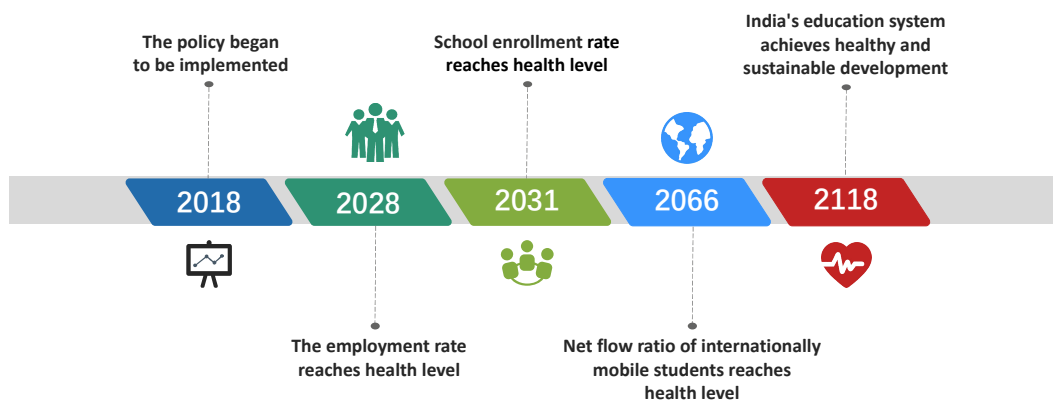 The policy began
to be implemented
School enrollment rate
reaches health level
India's education system
achieves healthy and
sustainable development
2018
2028
2031
2066
2118
The employment rate
reaches health level
Net flow ratio of internationally
mobile students reaches
health level